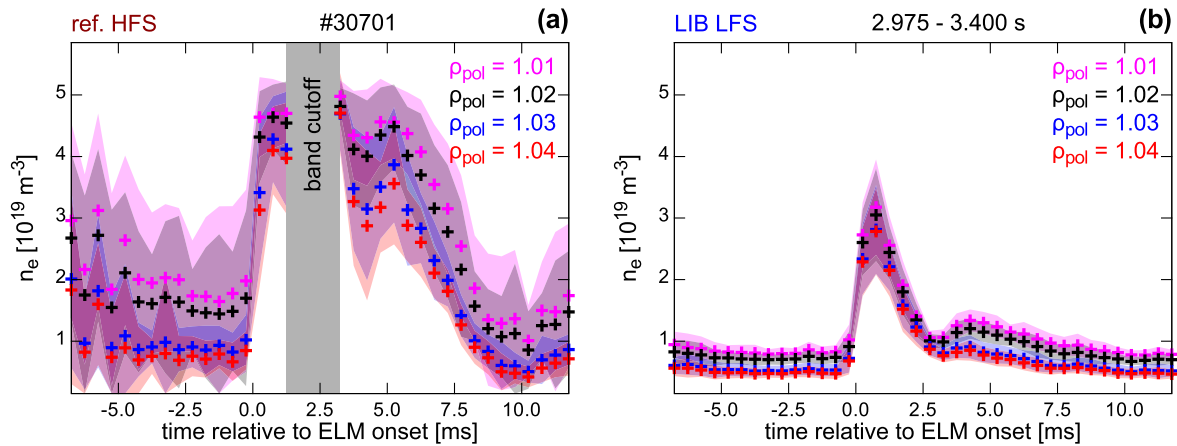 ref. HFS #30701 (a)
ρpol = 1.01
ρpol = 1.02
ρpol = 1.03
ρpol = 1.04
band cutoff
5
4
3
2
1
ne [10^19 m^-3]
-5.0 -2.5 0.0 2.5 5.0 7.5 10.0
time relative to ELM onset [ms]
LIB LFS 2.975 - 3.400 s (b)
ρpol = 1.01
ρpol = 1.02
ρpol = 1.03
ρpol = 1.04
5
4
3
2
1
ne [10^19 m^-3]
-5.0 -2.5 0.0 2.5 5.0 7.5 10.0
time relative to ELM onset [ms]